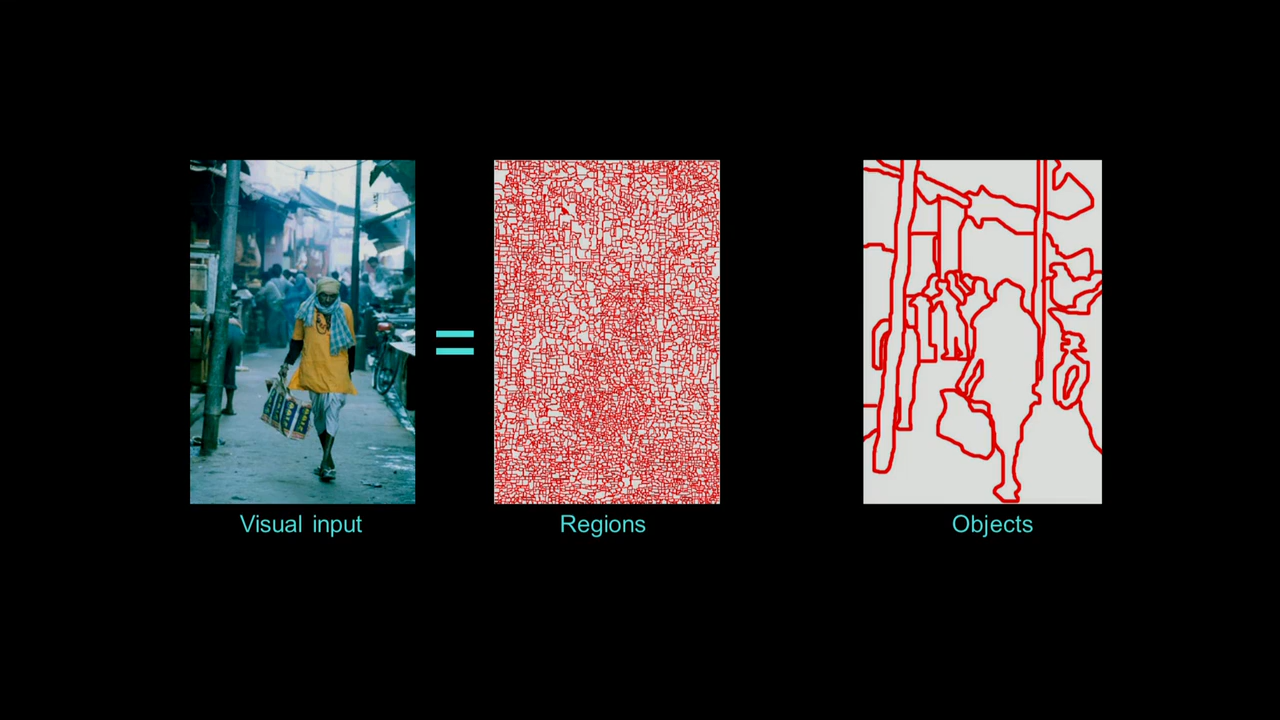 =
Visual input
Regions
Objects